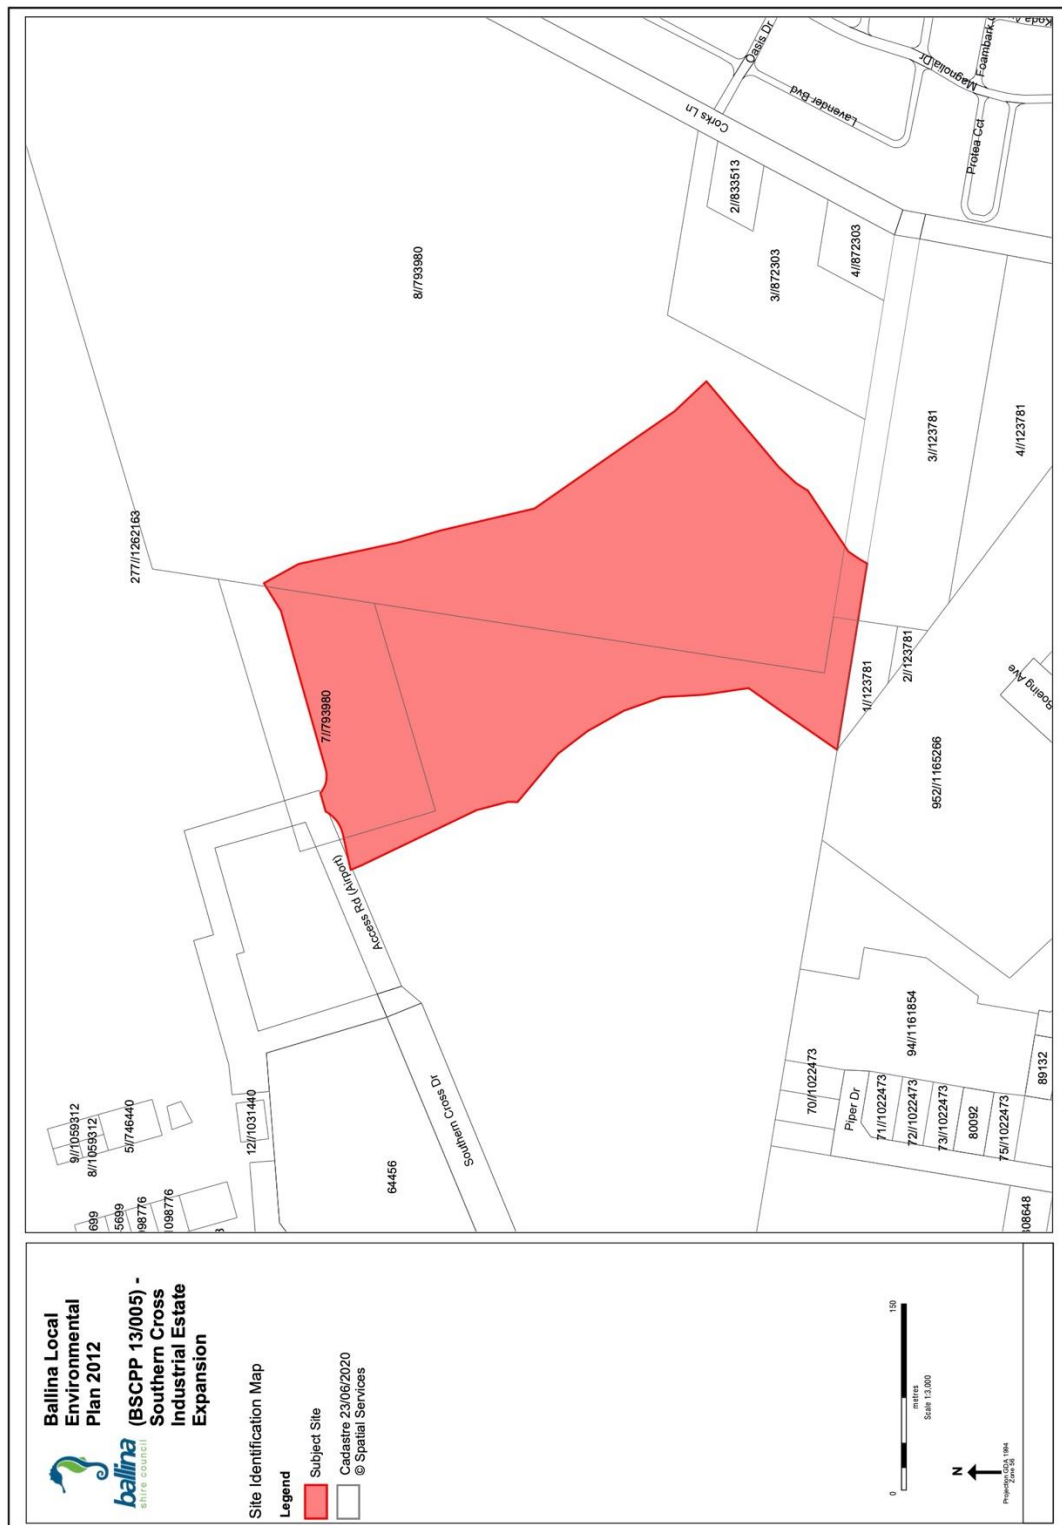 Ballina Local
Environmental
Plan 2012
(BSCPP 13/005) -
Southern Cross
Industrial Estate
Expansion
ballina
shire council
Site Identification Map
Legend
Subject Site
Cadastre 23/06/2020
© Spatial Services
0
150
metres
Scale 1:3,000
N
Projection GDA 1994
Zone 56
9//1059312
8//1059312
5//746440
699
5699
098776
1098776
12//1031440
64456
Southern Cross Dr
Access Rd (Airport)
7//793980
277//1262163
8//793980
Corks Ln
Oasis Dr
Lavender Bvd
Magnolia Dr
Protea Cct
2//833513
3//872303
4//872303
3//123781
4//123781
1//123781
2//123781
Boeing Ave
952//1165266
94//1161854
70//1022473
Piper Dr
71//1022473
72//1022473
73//1022473
80092
75//1022473
89132
808648